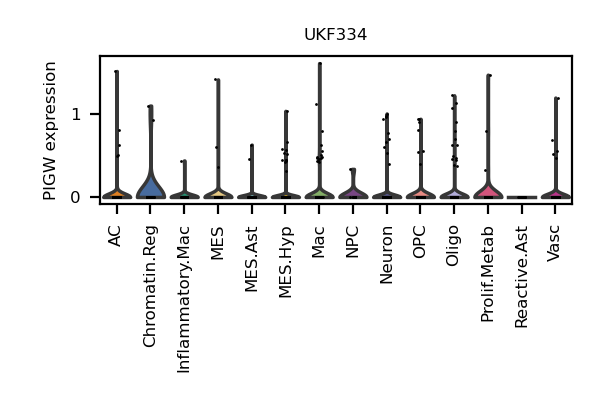 UKF334
PIGW expression
1
0
AC
Chromatin.Reg
Inflammatory.Mac
MES
MES.Ast
MES.Hyp
Mac
NPC
Neuron
OPC
Oligo
Prolif.Metab
Reactive.Ast
Vasc